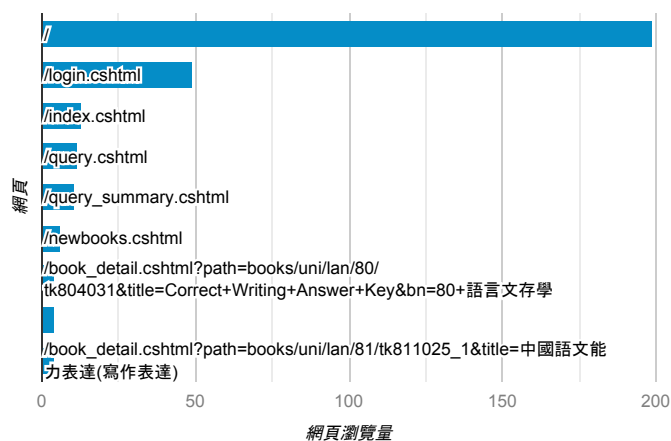 /
/login.cshtml
/index.cshtml
/query.cshtml
/query_summary.cshtml
/newbooks.cshtml
/book_detail.cshtml?path=books/uni/lan/80/
tk804031&title=Correct+Writing+Answer+Key&bn=80+語言文存學
/book_detail.cshtml?path=books/uni/lan/81/tk811025_1&title=中國語文能
力表達(寫作表達)
網頁
0
50
100
150
200
網頁瀏覽量